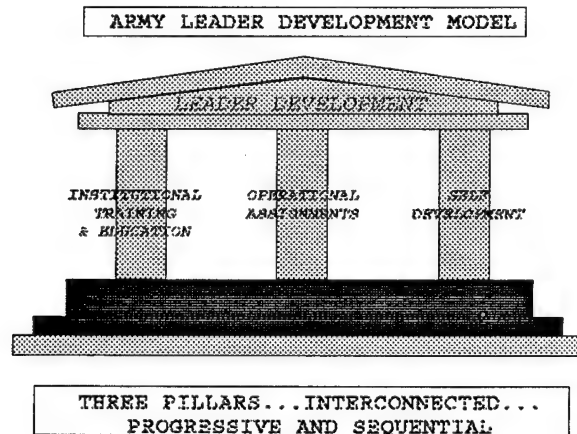 ARMY LEADER DEVELOPMENT MODEL
LEADER DEVELOPMENT
INSTITUTIONAL
TRAINING
& EDUCATION
OPERATIONAL
ASSIGNMENTS
SELF
DEVELOPMENT
THREE PILLARS...INTERCONNECTED...
PROGRESSIVE AND SEQUENTIAL